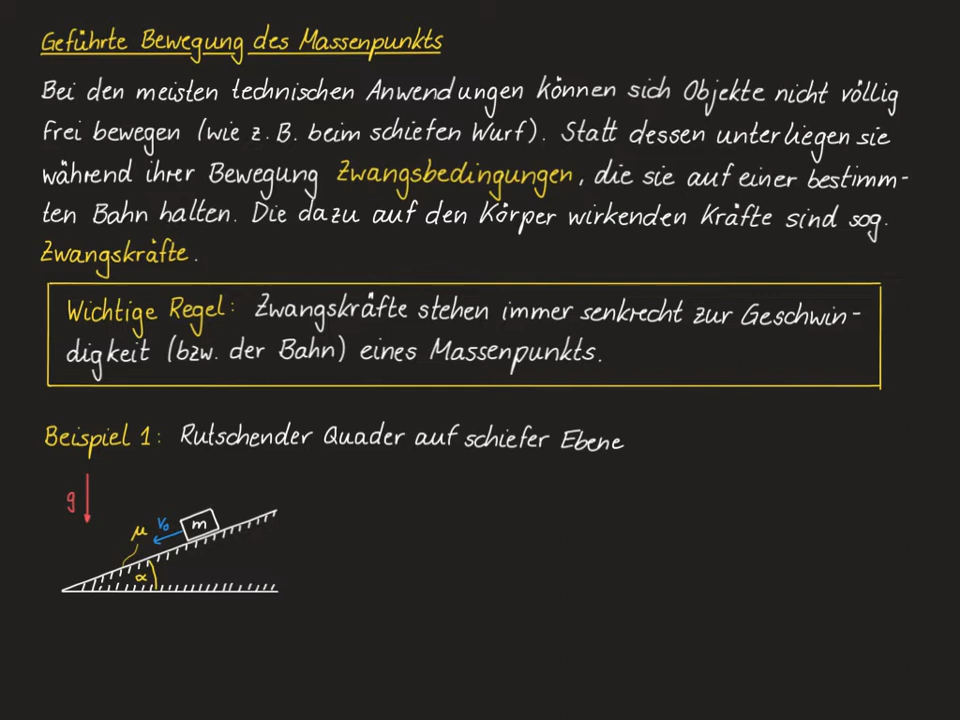 Geführte Bewegung des Massenpunkts
Bei den meisten technischen Anwendungen können sich Objekte nicht völlig
frei bewegen (wie z. B. beim schiefen Wurf). Statt dessen unterliegen sie
während ihrer Bewegung Zwangsbedingungen, die sie auf einer bestimm-
ten Bahn halten. Die dazu auf den Körper wirkenden Kräfte sind sog.
Zwangskräfte.
Wichtige Regel: Zwangskräfte stehen immer senkrecht zur Geschwin-
digkeit (bzw. der Bahn) eines Massenpunkts.
Beispiel 1: Rutschender Quader auf schiefer Ebene
g
μ v₀ m
α